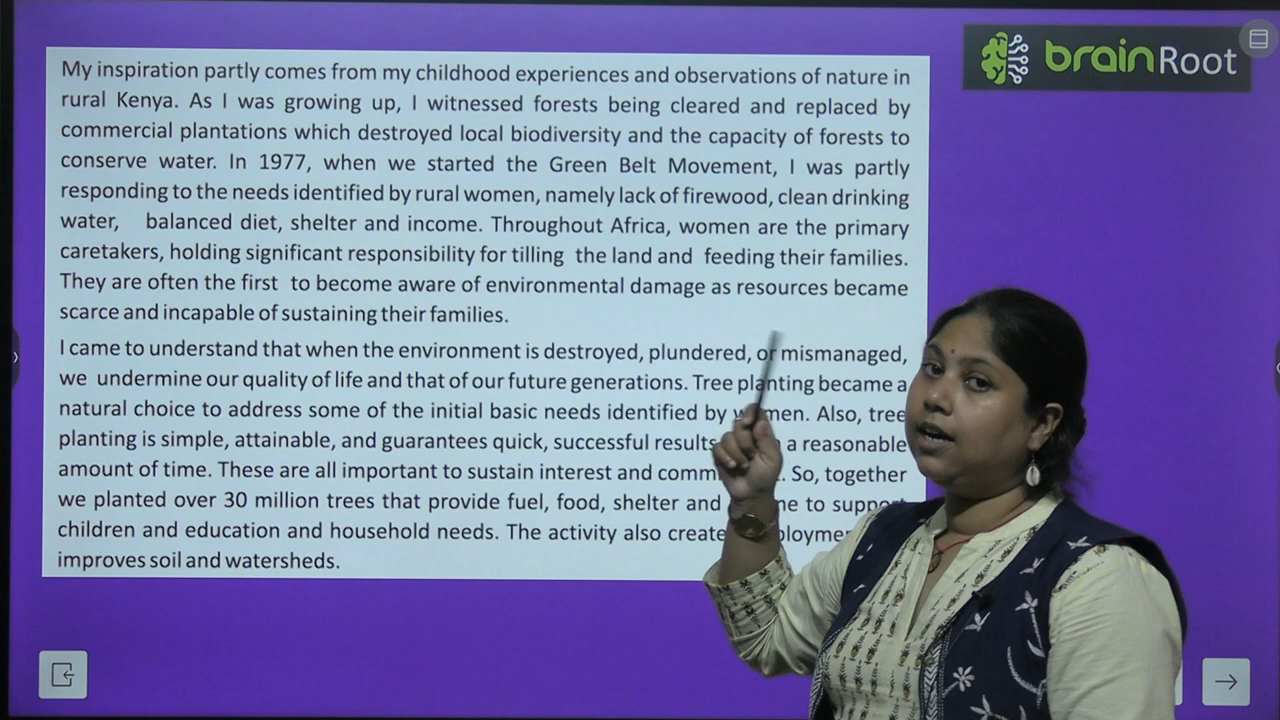 brainRoot
My inspiration partly comes from my childhood experiences and observations of nature in
rural Kenya. As I was growing up, I witnessed forests being cleared and replaced by
commercial plantations which destroyed local biodiversity and the capacity of forests to
conserve water. In 1977, when we started the Green Belt Movement, I was partly
responding to the needs identified by rural women, namely lack of firewood, clean drinking
water, balanced diet, shelter and income. Throughout Africa, women are the primary
caretakers, holding significant responsibility for tilling the land and feeding their families.
They are often the first to become aware of environmental damage as resources became
scarce and incapable of sustaining their families.
I came to understand that when the environment is destroyed, plundered, or mismanaged,
we undermine our quality of life and that of our future generations. Tree planting became a
natural choice to address some of the initial basic needs identified by women. Also, tree
planting is simple, attainable, and guarantees quick, successful results a reasonable
amount of time. These are all important to sustain interest and So, together
we planted over 30 million trees that provide fuel, food, shelter and to support
children and education and household needs. The activity also
improves soil and watersheds.